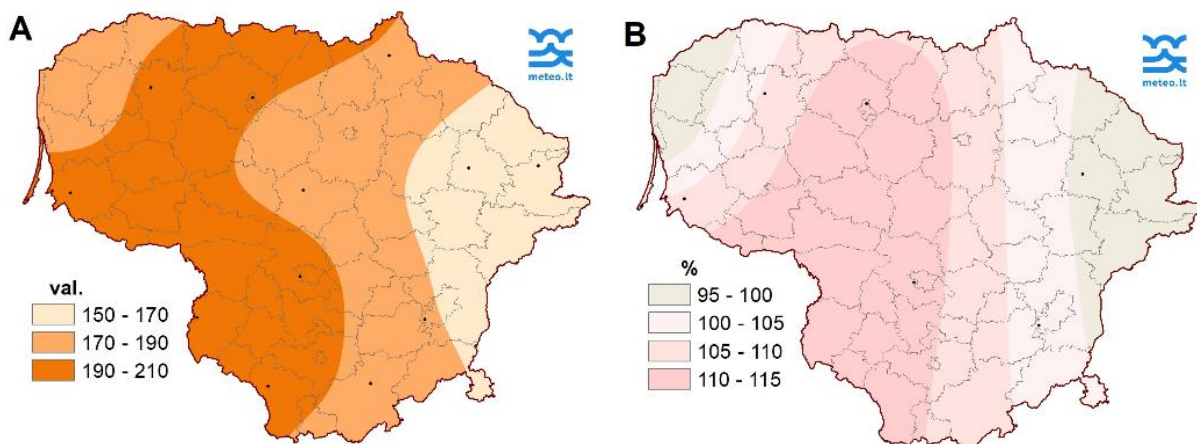 A
meteo.lt
val.
150 - 170
170 - 190
190 - 210
B
meteo.lt
%
95 - 100
100 - 105
105 - 110
110 - 115